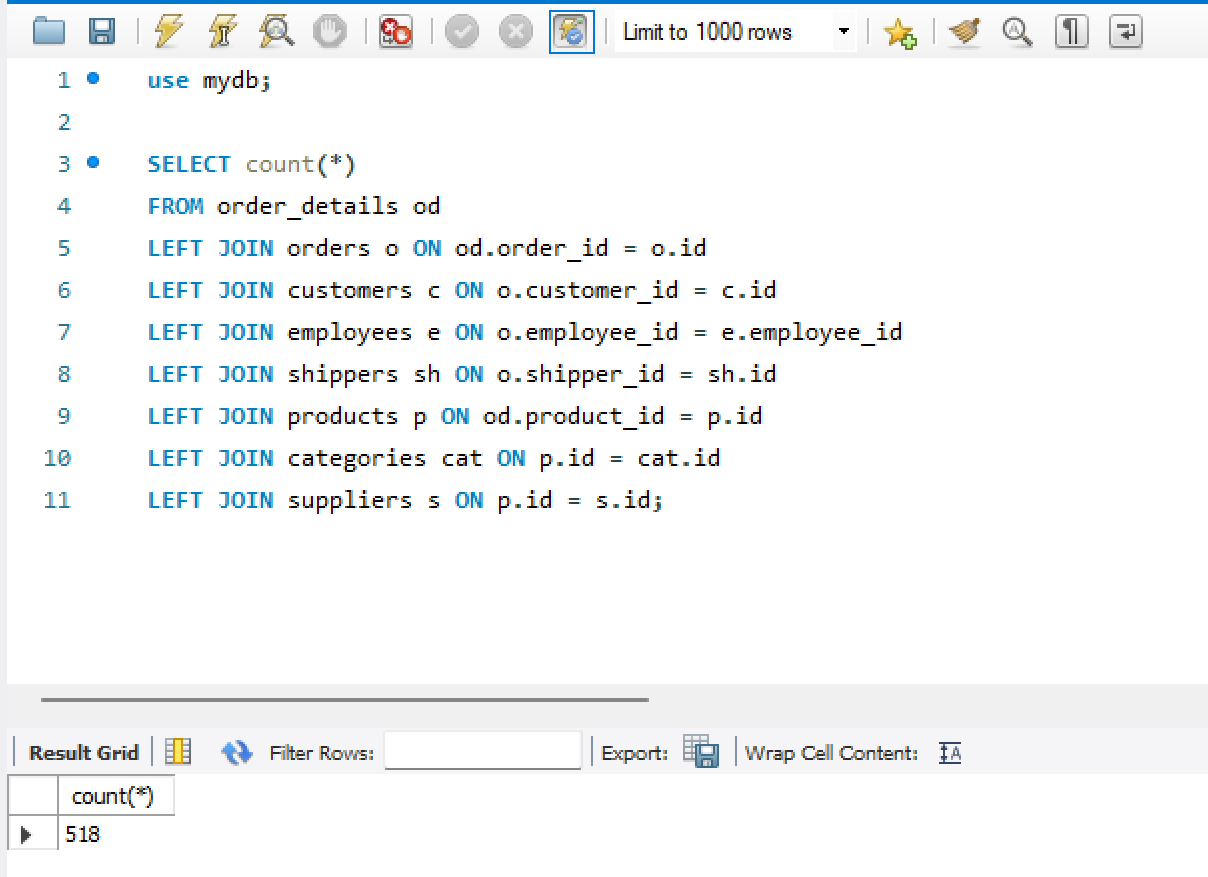 Limit to 1000 rows
1 use mydb;
2
3 SELECT count(*)
4 FROM order_details od
5 LEFT JOIN orders o ON od.order_id = o.id
6 LEFT JOIN customers c ON o.customer_id = c.id
7 LEFT JOIN employees e ON o.employee_id = e.employee_id
8 LEFT JOIN shippers sh ON o.shipper_id = sh.id
9 LEFT JOIN products p ON od.product_id = p.id
10 LEFT JOIN categories cat ON p.id = cat.id
11 LEFT JOIN suppliers s ON p.id = s.id;
Result Grid Filter Rows: Export: Wrap Cell Content: IA
count(*)
518